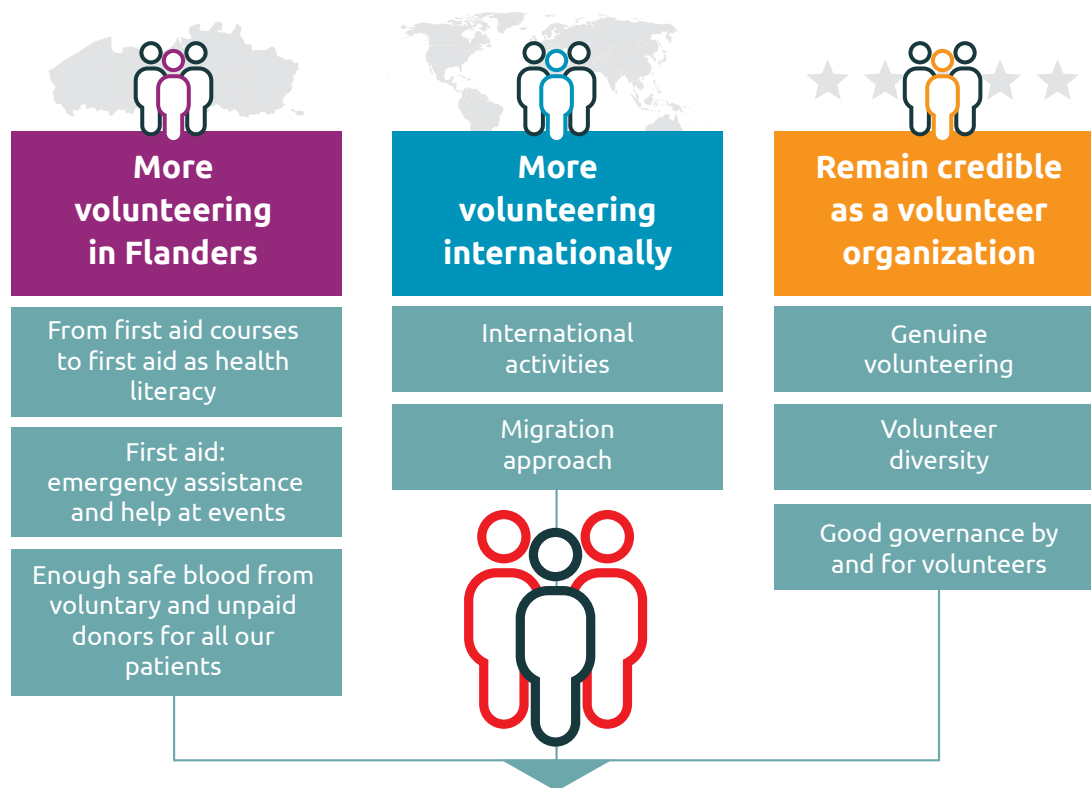 More
volunteering
in Flanders
From first aid courses
to first aid as health
literacy
First aid:
emergency assistance
and help at events
Enough safe blood from
voluntary and unpaid
donors for all our
patients
More
volunteering
internationally
International
activities
Migration
approach
Remain credible
as a volunteer
organization
Genuine
volunteering
Volunteer
diversity
Good governance by
and for volunteers